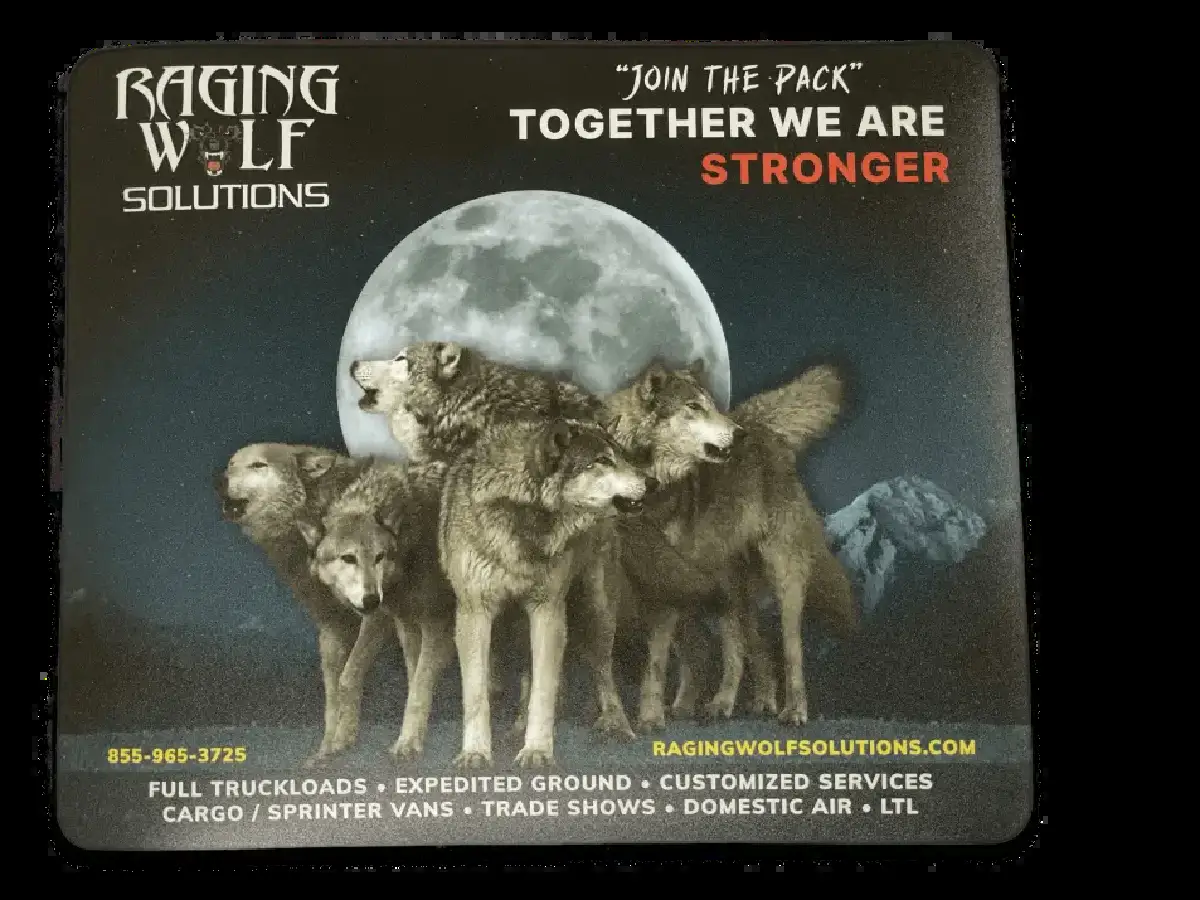 RAGING
WOLF
SOLUTIONS
"JOIN THE PACK"
TOGETHER WE ARE
STRONGER
855-965-3725
RAGINGWOLFSOLUTIONS.COM
FULL TRUCKLOADS • EXPEDITED GROUND • CUSTOMIZED SERVICES
CARGO / SPRINTER VANS • TRADE SHOWS • DOMESTIC AIR • LTL